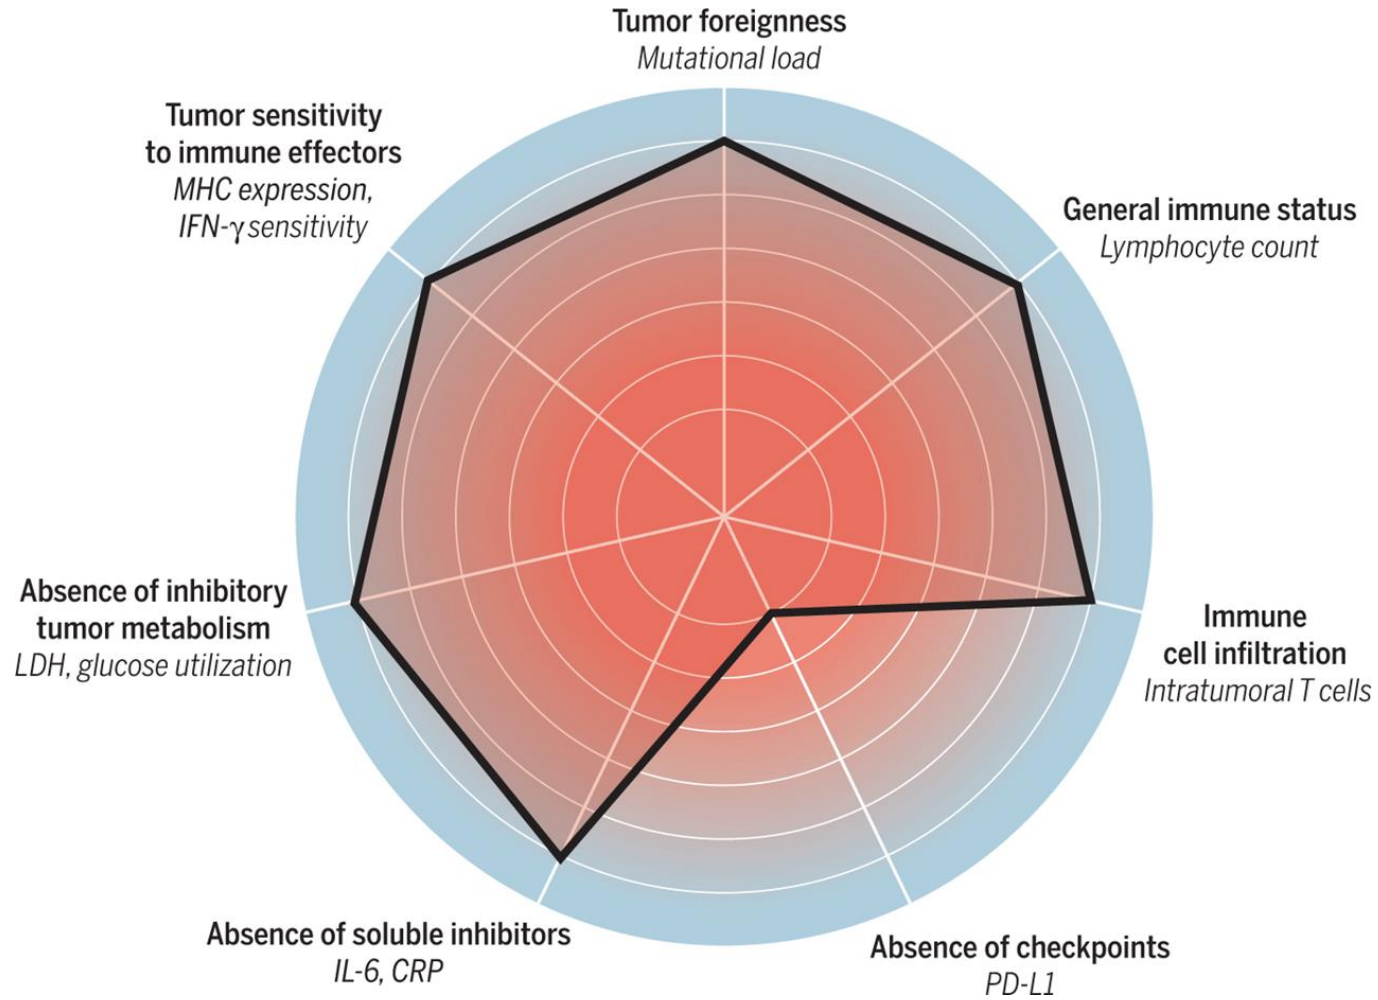 Tumor foreignness
Mutational load
Tumor sensitivity
to immune effectors
MHC expression,
IFN-γ sensitivity
General immune status
Lymphocyte count
Absence of inhibitory
tumor metabolism
LDH, glucose utilization
Immune
cell infiltration
Intratumoral T cells
Absence of soluble inhibitors
IL-6, CRP
Absence of checkpoints
PD-L1